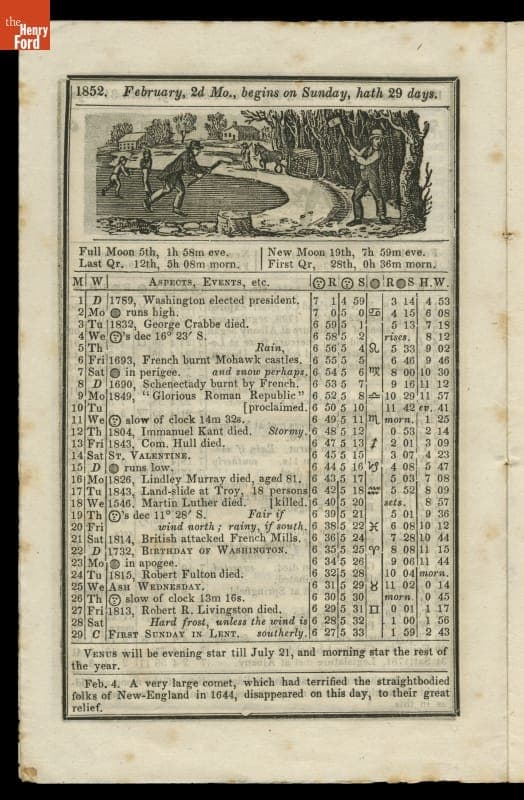 the
Henry
Ford
1852. February, 2d Mo., begins on Sunday, hath 29 days.
Full Moon 5th, 1h 58m eve. New Moon 19th, 7h 59m eve.
Last Qr. 12th, 5h 08m morn. First Qr, 28th, 0h 36m morn.
M W ASPECTS, EVENTS, etc. R S R S H.W.
1 D 1789, Washington elected president. 7 1 4 59 3 14 4 53
2 Mo runs high. 7 0 5 0 ♋ 4 15 6 08
3 Tu 1832, George Crabbe died. 6 59 5 1 5 13 7 18
4 We 's dec 16° 23′ S. 6 58 5 2 rises. 8 12
5 Th Rain, 6 56 5 4 ♌ 5 33 9 02
6 Fri 1693, French burnt Mohawk castles. 6 55 5 5 6 46 9 46
7 Sat in perigee. and snow perhaps. 6 54 5 6 ♍ 8 00 10 30
8 D 1690, Schenectady burnt by French. 6 53 5 7 9 16 11 12
9 Mo 1849, "Glorious Roman Republic" 6 52 5 8 ♎ 10 29 11 57
10 Tu [proclaimed. 6 50 5 10 11 42 ev. 41
11 We slow of clock 14m 32s. 6 49 5 11 ♏ morn. 1 25
12 Th 1804, Immanuel Kant died. Stormy. 6 48 5 12 0 53 2 14
13 Fri 1843, Com. Hull died. 6 47 5 13 ♐ 2 01 3 09
14 Sat ST. VALENTINE. 6 45 5 15 3 07 4 23
15 D runs low. 6 44 5 16 ♑ 4 08 5 47
16 Mo 1826, Lindley Murray died, aged 81. 6 43 5 17 5 03 7 08
17 Tu 1843, Land-slide at Troy, 18 persons 6 42 5 18 ♒ 5 52 8 09
18 We 1546, Martin Luther died. [killed. 6 40 5 20 sets. 8 57
19 Th 's dec 11° 28′ S. Fair if 6 39 5 21 5 01 9 36
20 Fri wind north; rainy, if south. 6 38 5 22 ♓ 6 08 10 12
21 Sat 1814, British attacked French Mills. 6 36 5 24 7 28 10 44
22 D 1732, BIRTHDAY OF WASHINGTON. 6 35 5 25 ♈ 8 08 11 15
23 Mo in apogee. 6 34 5 26 9 06 11 44
24 Tu 1815, Robert Fulton died. 6 32 5 28 10 04 morn.
25 We ASH WEDNESDAY. 6 31 5 29 ♉ 11 02 0 14
26 Th slow of clock 13m 16s. 6 30 5 30 morn. 0 45
27 Fri 1813, Robert R. Livingston died. 6 29 5 31 ♊ 0 01 1 17
28 Sat Hard frost, unless the wind is 6 28 5 32 1 00 1 56
29 C FIRST SUNDAY IN LENT. southerly. 6 27 5 33 1 59 2 43
VENUS will be evening star till July 21, and morning star the rest of
the year.
Feb. 4. A very large comet, which had terrified the straightbodied
folks of New-England in 1644, disappeared on this day, to their great
relief.